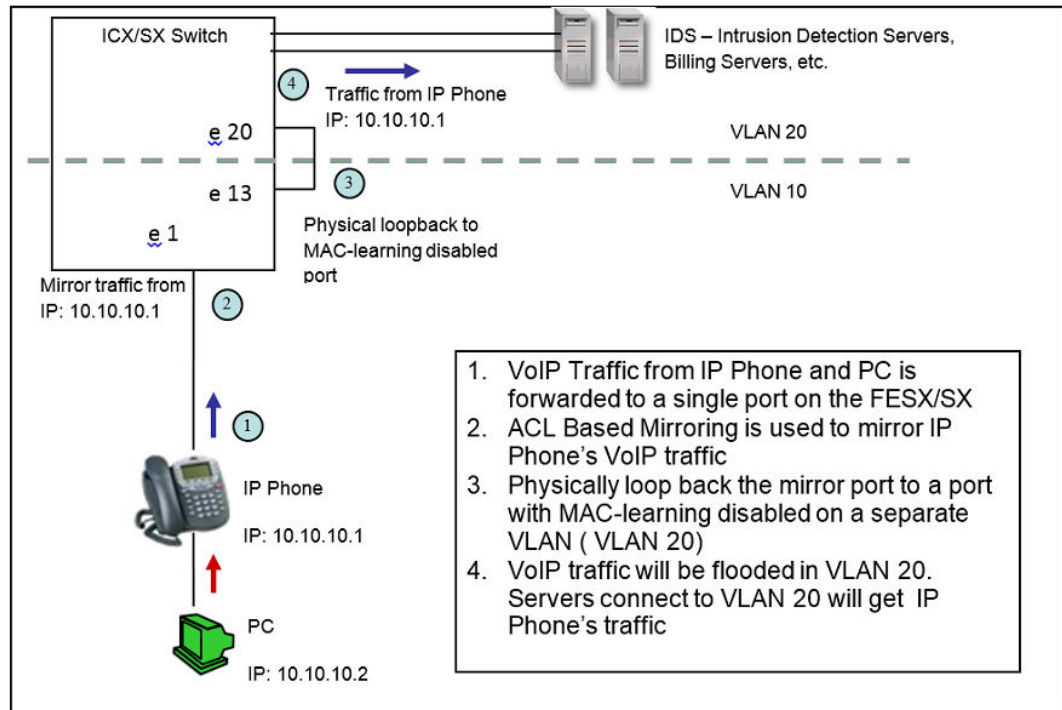 ICX/SX Switch
IDS – Intrusion Detection Servers,
Billing Servers, etc.
4
Traffic from IP Phone
IP: 10.10.10.1
e 20
VLAN 20
3
e 13
VLAN 10
Physical loopback to
MAC-learning disabled
port
e 1
Mirror traffic from
IP: 10.10.10.1
2
1. VoIP Traffic from IP Phone and PC is
forwarded to a single port on the FESX/SX
2. ACL Based Mirroring is used to mirror IP
Phone's VoIP traffic
3. Physically loop back the mirror port to a port
with MAC-learning disabled on a separate
VLAN ( VLAN 20)
4. VoIP traffic will be flooded in VLAN 20.
Servers connect to VLAN 20 will get IP
Phone's traffic
1
IP Phone
IP: 10.10.10.1
PC
IP: 10.10.10.2